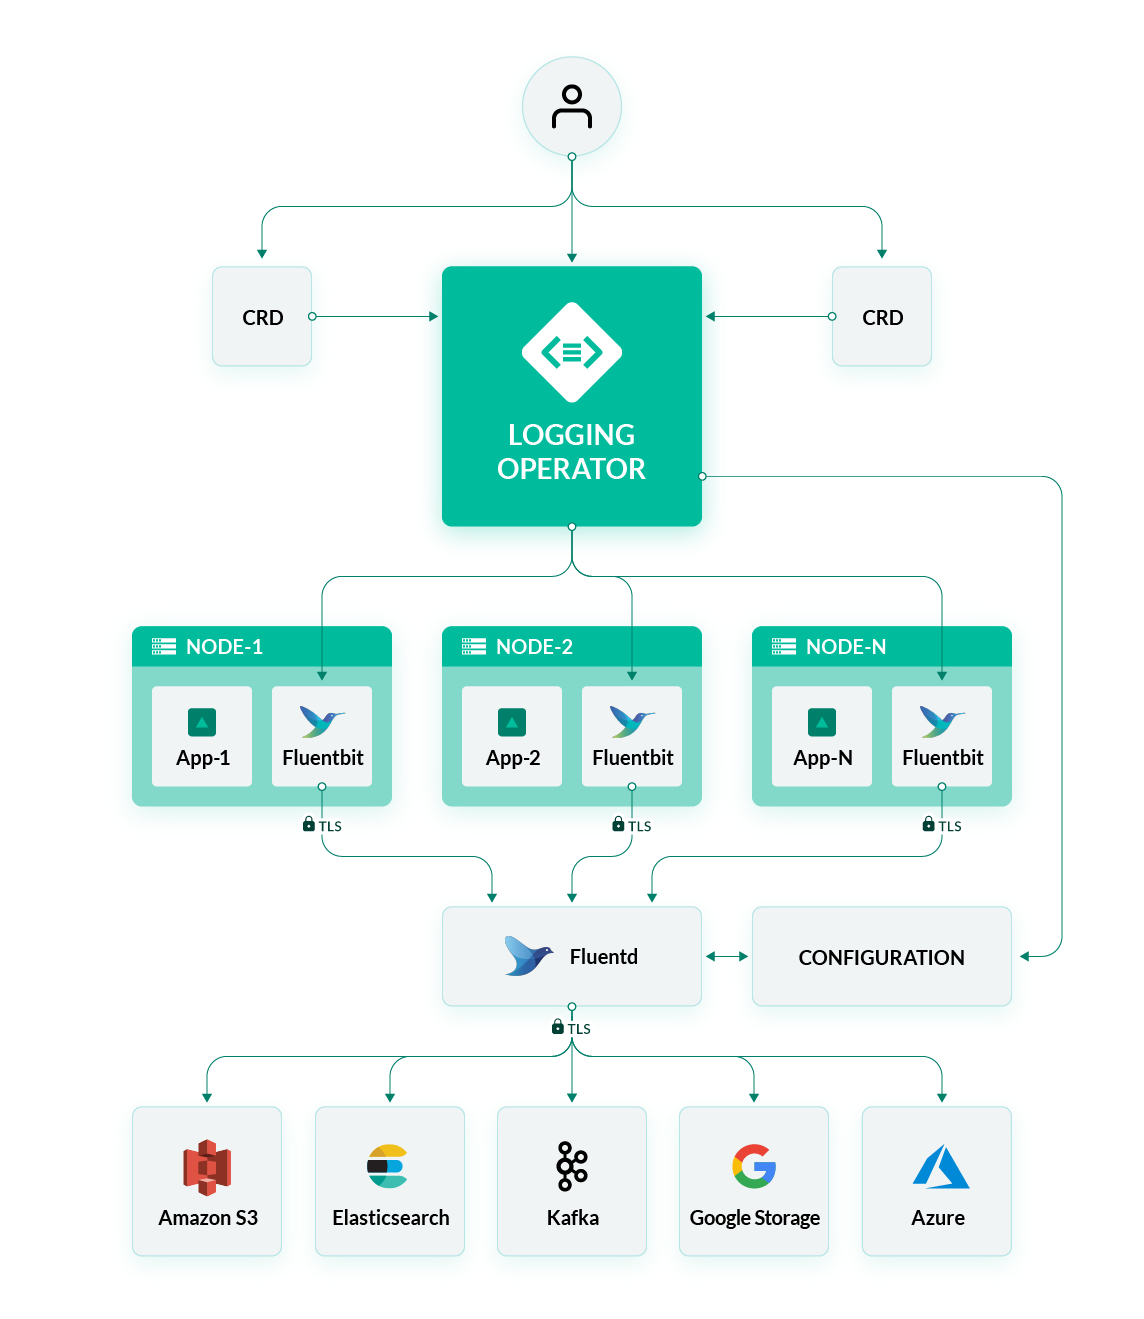 CRD
CRD
LOGGING
OPERATOR
NODE-1
NODE-2
NODE-N
App-1
Fluentbit
App-2
Fluentbit
App-N
Fluentbit
TLS
TLS
TLS
Fluentd
CONFIGURATION
TLS
Amazon S3
Elasticsearch
Kafka
Google Storage
Azure